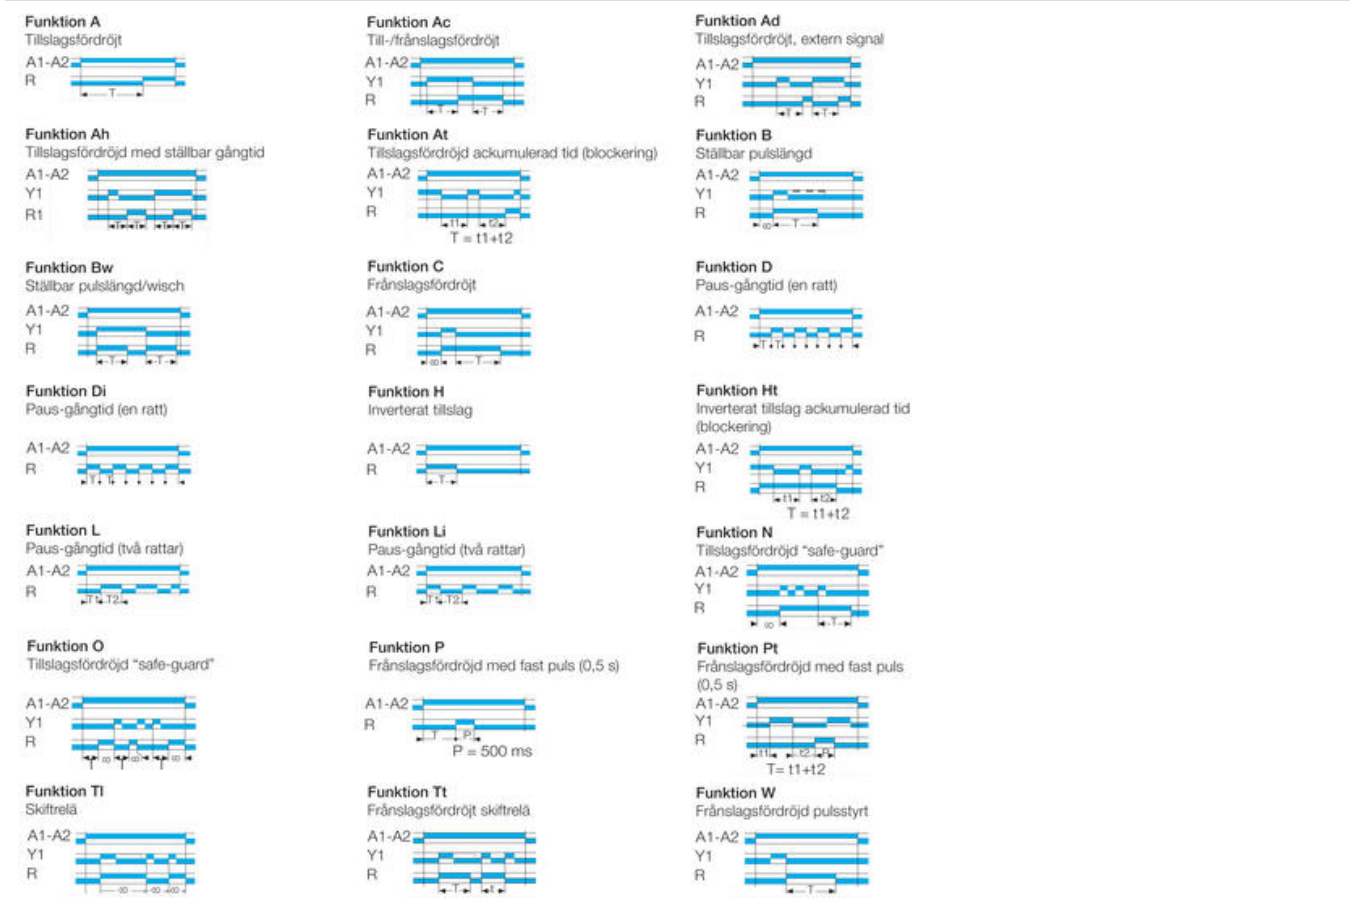 Funktion A
Tillslagsfördröjt
A1-A2
R
T
Funktion Ac
Till-/frånslagsfördröjt
A1-A2
Y1
R
T T
Funktion Ad
Tillslagsfördröjt, extern signal
A1-A2
Y1
R
T T
Funktion Ah
Tillslagsfördröjd med ställbar gångtid
A1-A2
Y1
R1
T T T T
Funktion At
Tillslagsfördröjd ackumulerad tid (blockering)
A1-A2
Y1
R
t1 t2
T = t1+t2
Funktion B
Ställbar pulslängd
A1-A2
Y1
R
∞ T
Funktion Bw
Ställbar pulslängd/wisch
A1-A2
Y1
R
T T
Funktion C
Frånslagsfördröjt
A1-A2
Y1
R
∞ T
Funktion D
Paus-gångtid (en ratt)
A1-A2
R
T T
Funktion Di
Paus-gångtid (en ratt)
A1-A2
R
T T
Funktion H
Inverterat tillslag
A1-A2
R
T
Funktion Ht
Inverterat tillslag ackumulerad tid
(blockering)
A1-A2
Y1
R
t1 t2
T = t1+t2
Funktion L
Paus-gångtid (två rattar)
A1-A2
R
T1 T2
Funktion Li
Paus-gångtid (två rattar)
A1-A2
R
T1 T2
Funktion N
Tillslagsfördröjd “safe-guard”
A1-A2
Y1
R
∞ T
Funktion O
Tillslagsfördröjd “safe-guard”
A1-A2
Y1
R
T ∞ T ∞ T ∞
Funktion P
Frånslagsfördröjd med fast puls (0,5 s)
A1-A2
R
T P
P = 500 ms
Funktion Pt
Frånslagsfördröjd med fast puls
(0,5 s)
A1-A2
Y1
R
t1 t2 P
T= t1+t2
Funktion Tl
Skiftrelä
A1-A2
Y1
R
∞ ∞ ∞
Funktion Tt
Frånslagsfördröjt skiftrelä
A1-A2
Y1
R
T t
Funktion W
Frånslagsfördröjd pulsstyrt
A1-A2
Y1
R
T